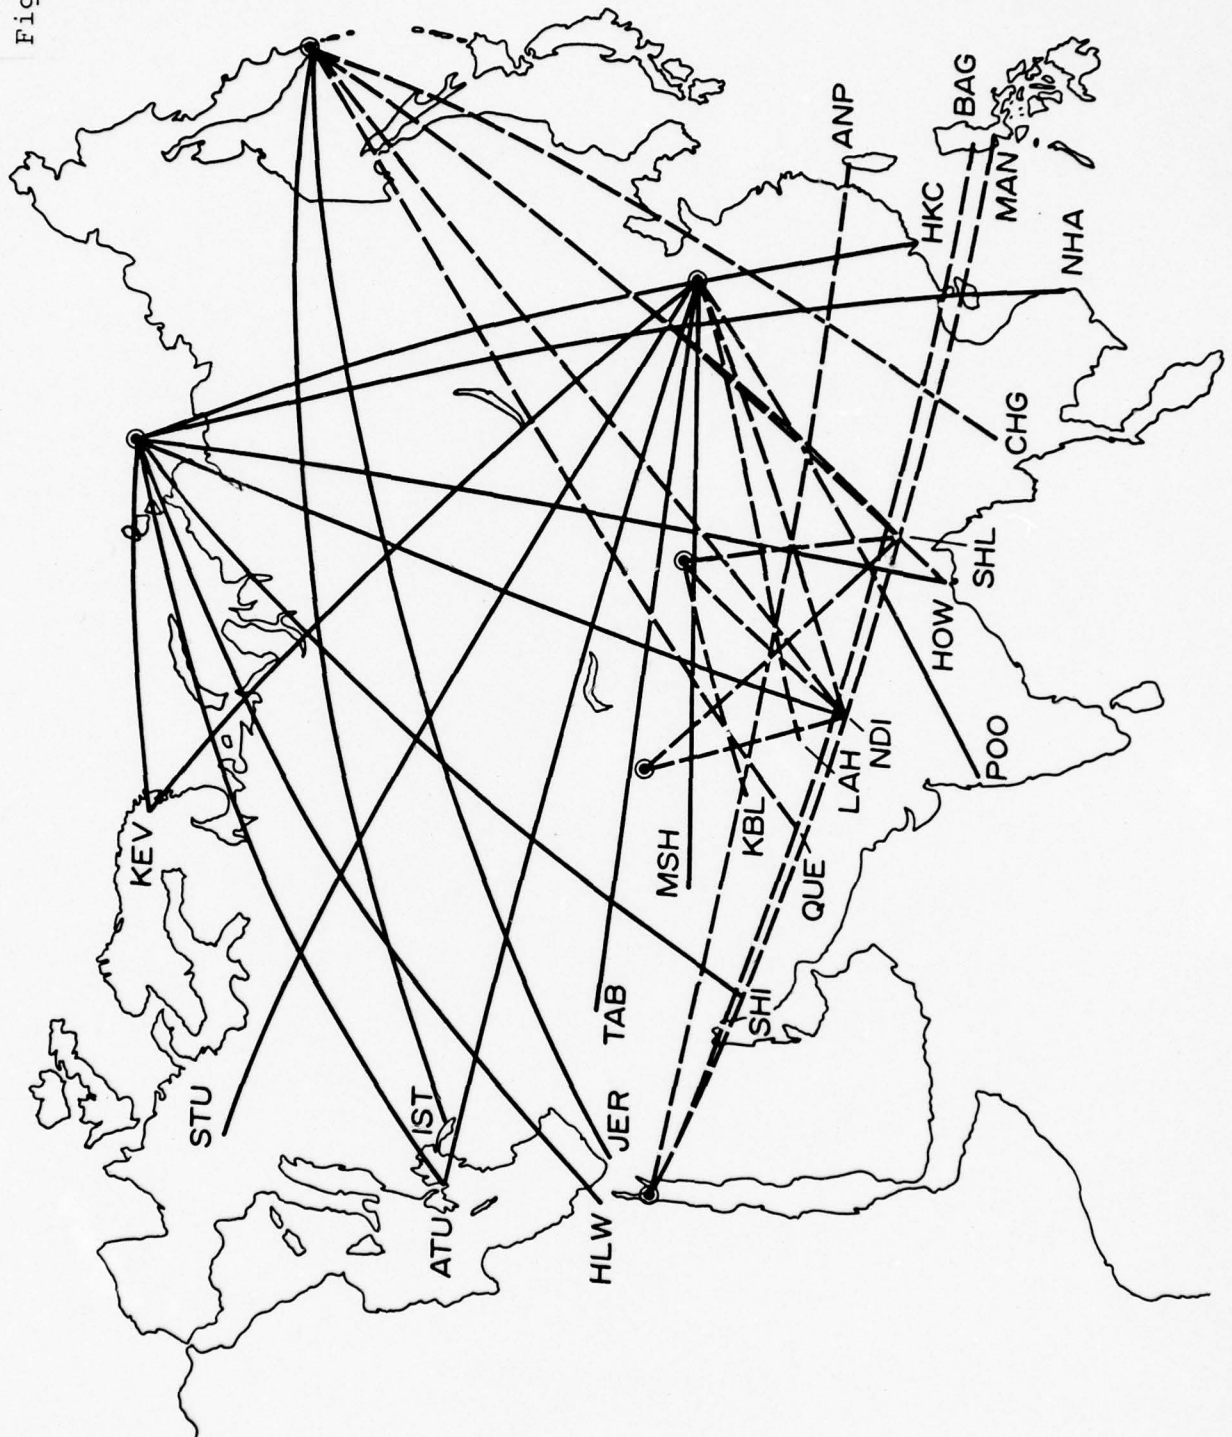 Fig
KEV
STU
IST
ATU
HLW
JER
TAB
MSH
SHI
KBL
QUE
LAH
NDI
POO
HOW
SHL
CHG
NHA
HKC
MAN
BAG
ANP